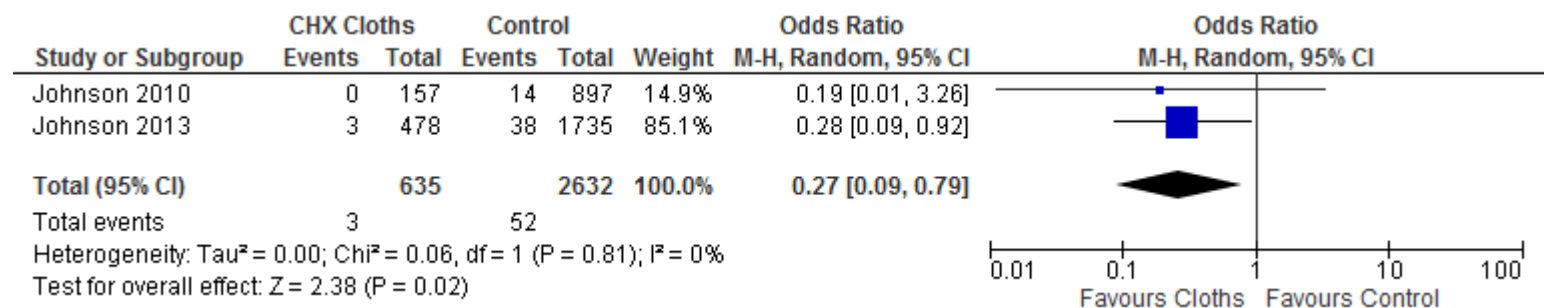 CHX Cloths Control Odds Ratio Odds Ratio
Study or Subgroup Events Total Events Total Weight M-H, Random, 95% CI M-H, Random, 95% CI
Johnson 2010 0 157 14 897 14.9% 0.19 [0.01, 3.26]
Johnson 2013 3 478 38 1735 85.1% 0.28 [0.09, 0.92]
Total (95% CI) 635 2632 100.0% 0.27 [0.09, 0.79]
Total events 3 52
Heterogeneity: Tau² = 0.00; Chi² = 0.06, df = 1 (P = 0.81); I² = 0%
Test for overall effect: Z = 2.38 (P = 0.02)
0.01 0.1 1 10 100
Favours Cloths Favours Control